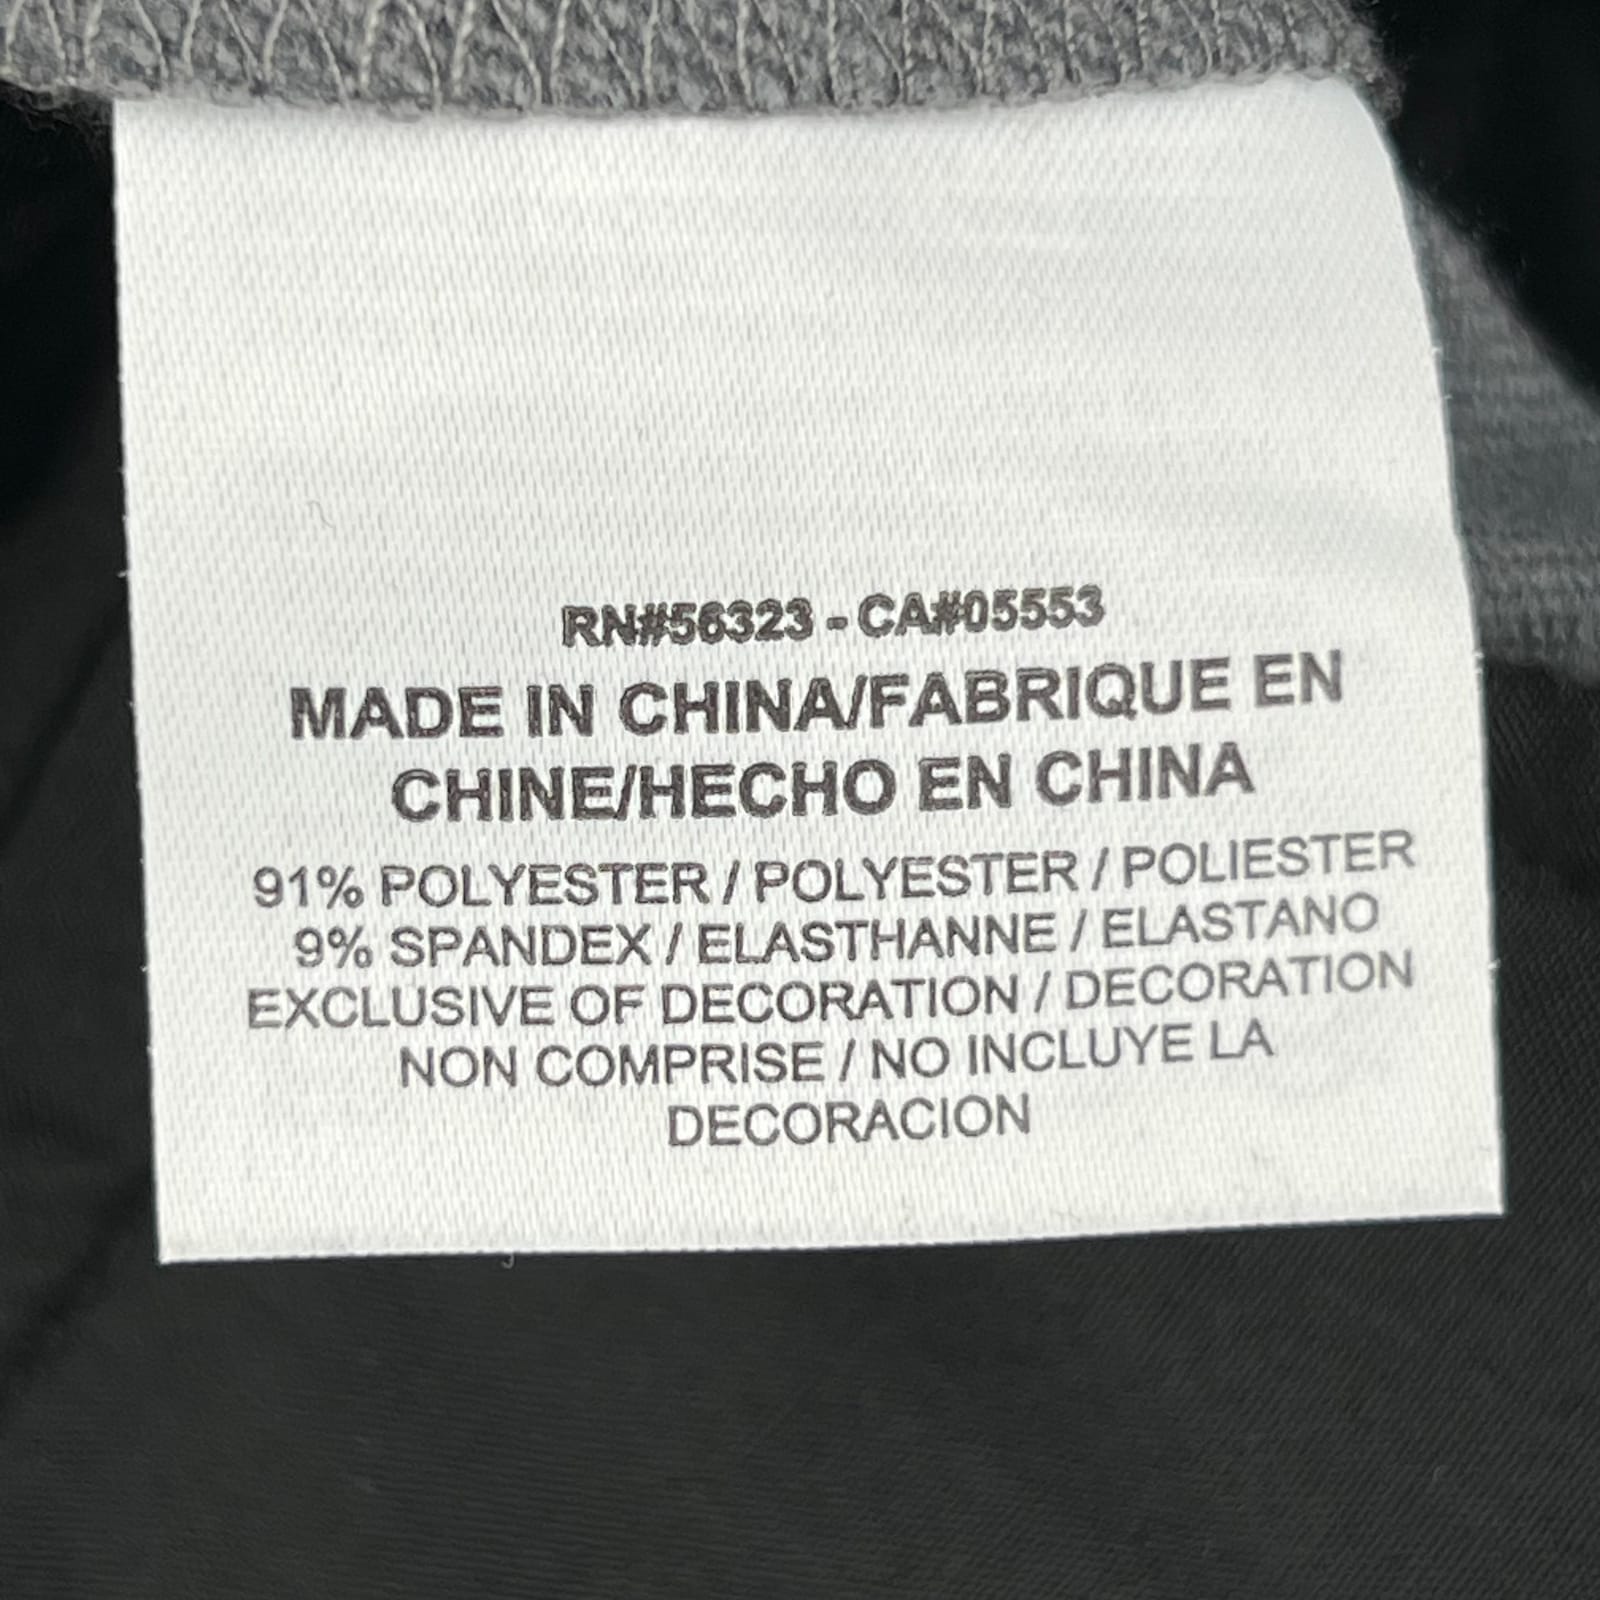 RN#56323 - CA#05553
MADE IN CHINA/FABRIQUE EN
CHINE/HECHO EN CHINA
91% POLYESTER / POLYESTER / POLIESTER
9% SPANDEX / ELASTHANNE / ELASTANO
EXCLUSIVE OF DECORATION / DECORATION
NON COMPRISE / NO INCLUYE LA
DECORACION